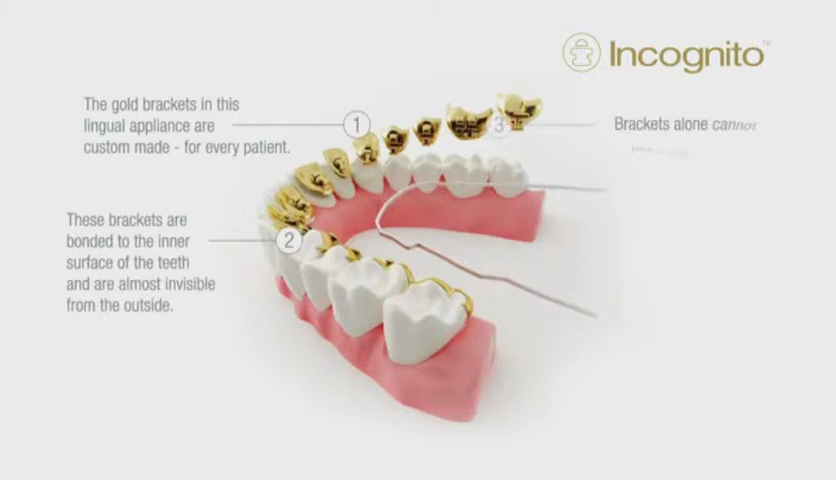 Incognito™
The gold brackets in this
lingual appliance are
custom made - for every patient.
1
3
Brackets alone cannot
These brackets are
bonded to the inner
surface of the teeth
and are almost invisible
from the outside.
2